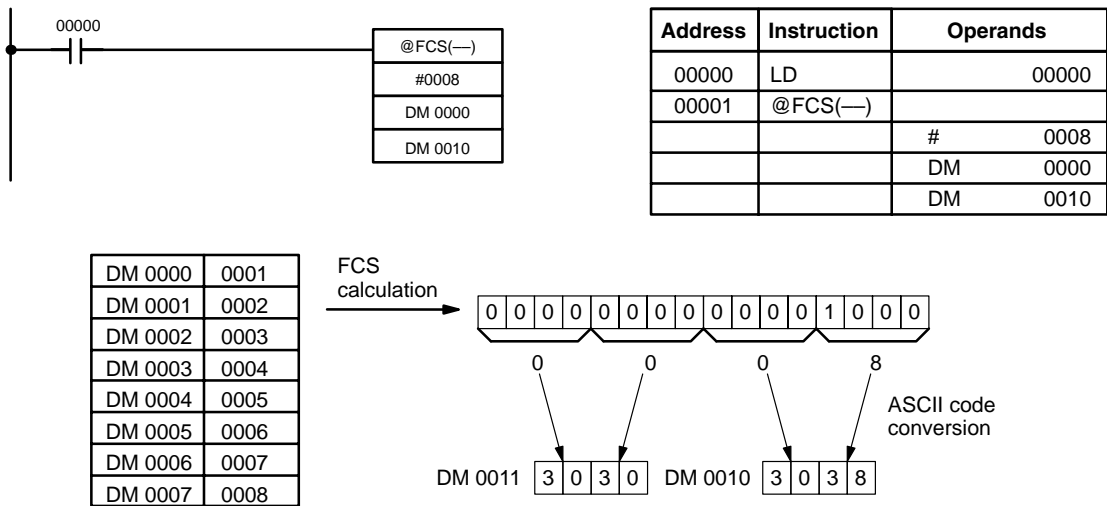 00000
@FCS(––)
#0008
DM 0000
DM 0010
Address Instruction Operands
00000 LD 00000
00001 @FCS(––)
# 0008
DM 0000
DM 0010
DM 0000 0001
DM 0001 0002
DM 0002 0003
DM 0003 0004
DM 0004 0005
DM 0005 0006
DM 0006 0007
DM 0007 0008
FCS
calculation
0 0 0 0 0 0 0 0 0 0 0 0 1 0 0 0
0 0 0 8
ASCII code
conversion
DM 0011 3 0 3 0 DM 0010 3 0 3 8